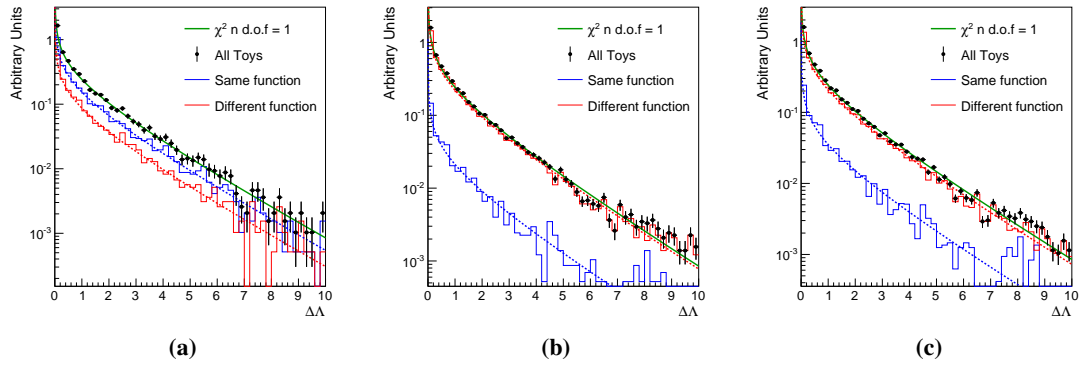 Arbitrary Units
χ² n d.o.f = 1
All Toys
Same function
Different function
1
10⁻¹
10⁻²
10⁻³
0 1 2 3 4 5 6 7 8 9 10
ΔΛ
(a)
Arbitrary Units
χ² n d.o.f = 1
All Toys
Same function
Different function
1
10⁻¹
10⁻²
10⁻³
0 1 2 3 4 5 6 7 8 9 10
ΔΛ
(b)
Arbitrary Units
χ² n d.o.f = 1
All Toys
Same function
Different function
1
10⁻¹
10⁻²
10⁻³
0 1 2 3 4 5 6 7 8 9 10
ΔΛ
(c)